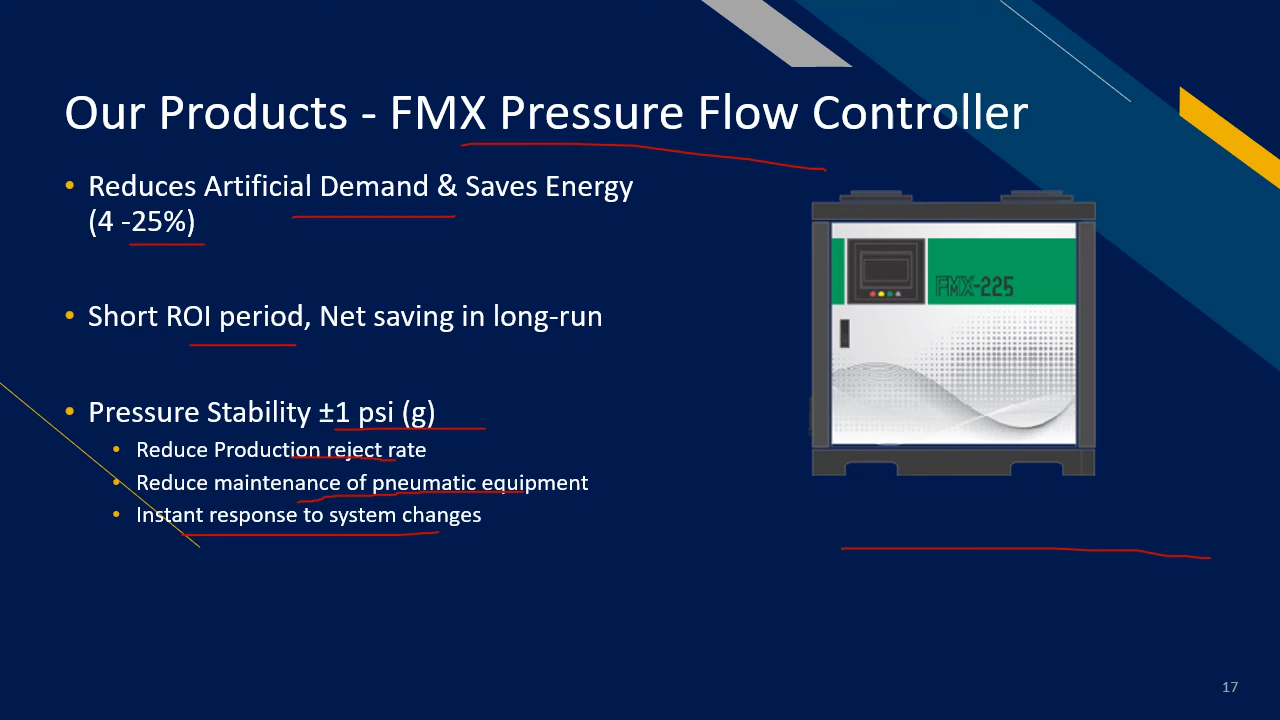 Our Products - FMX Pressure Flow Controller
• Reduces Artificial Demand & Saves Energy
(4 -25%)
• Short ROI period, Net saving in long-run
• Pressure Stability ±1 psi (g)
• Reduce Production reject rate
• Reduce maintenance of pneumatic equipment
• Instant response to system changes
FMX-225
17